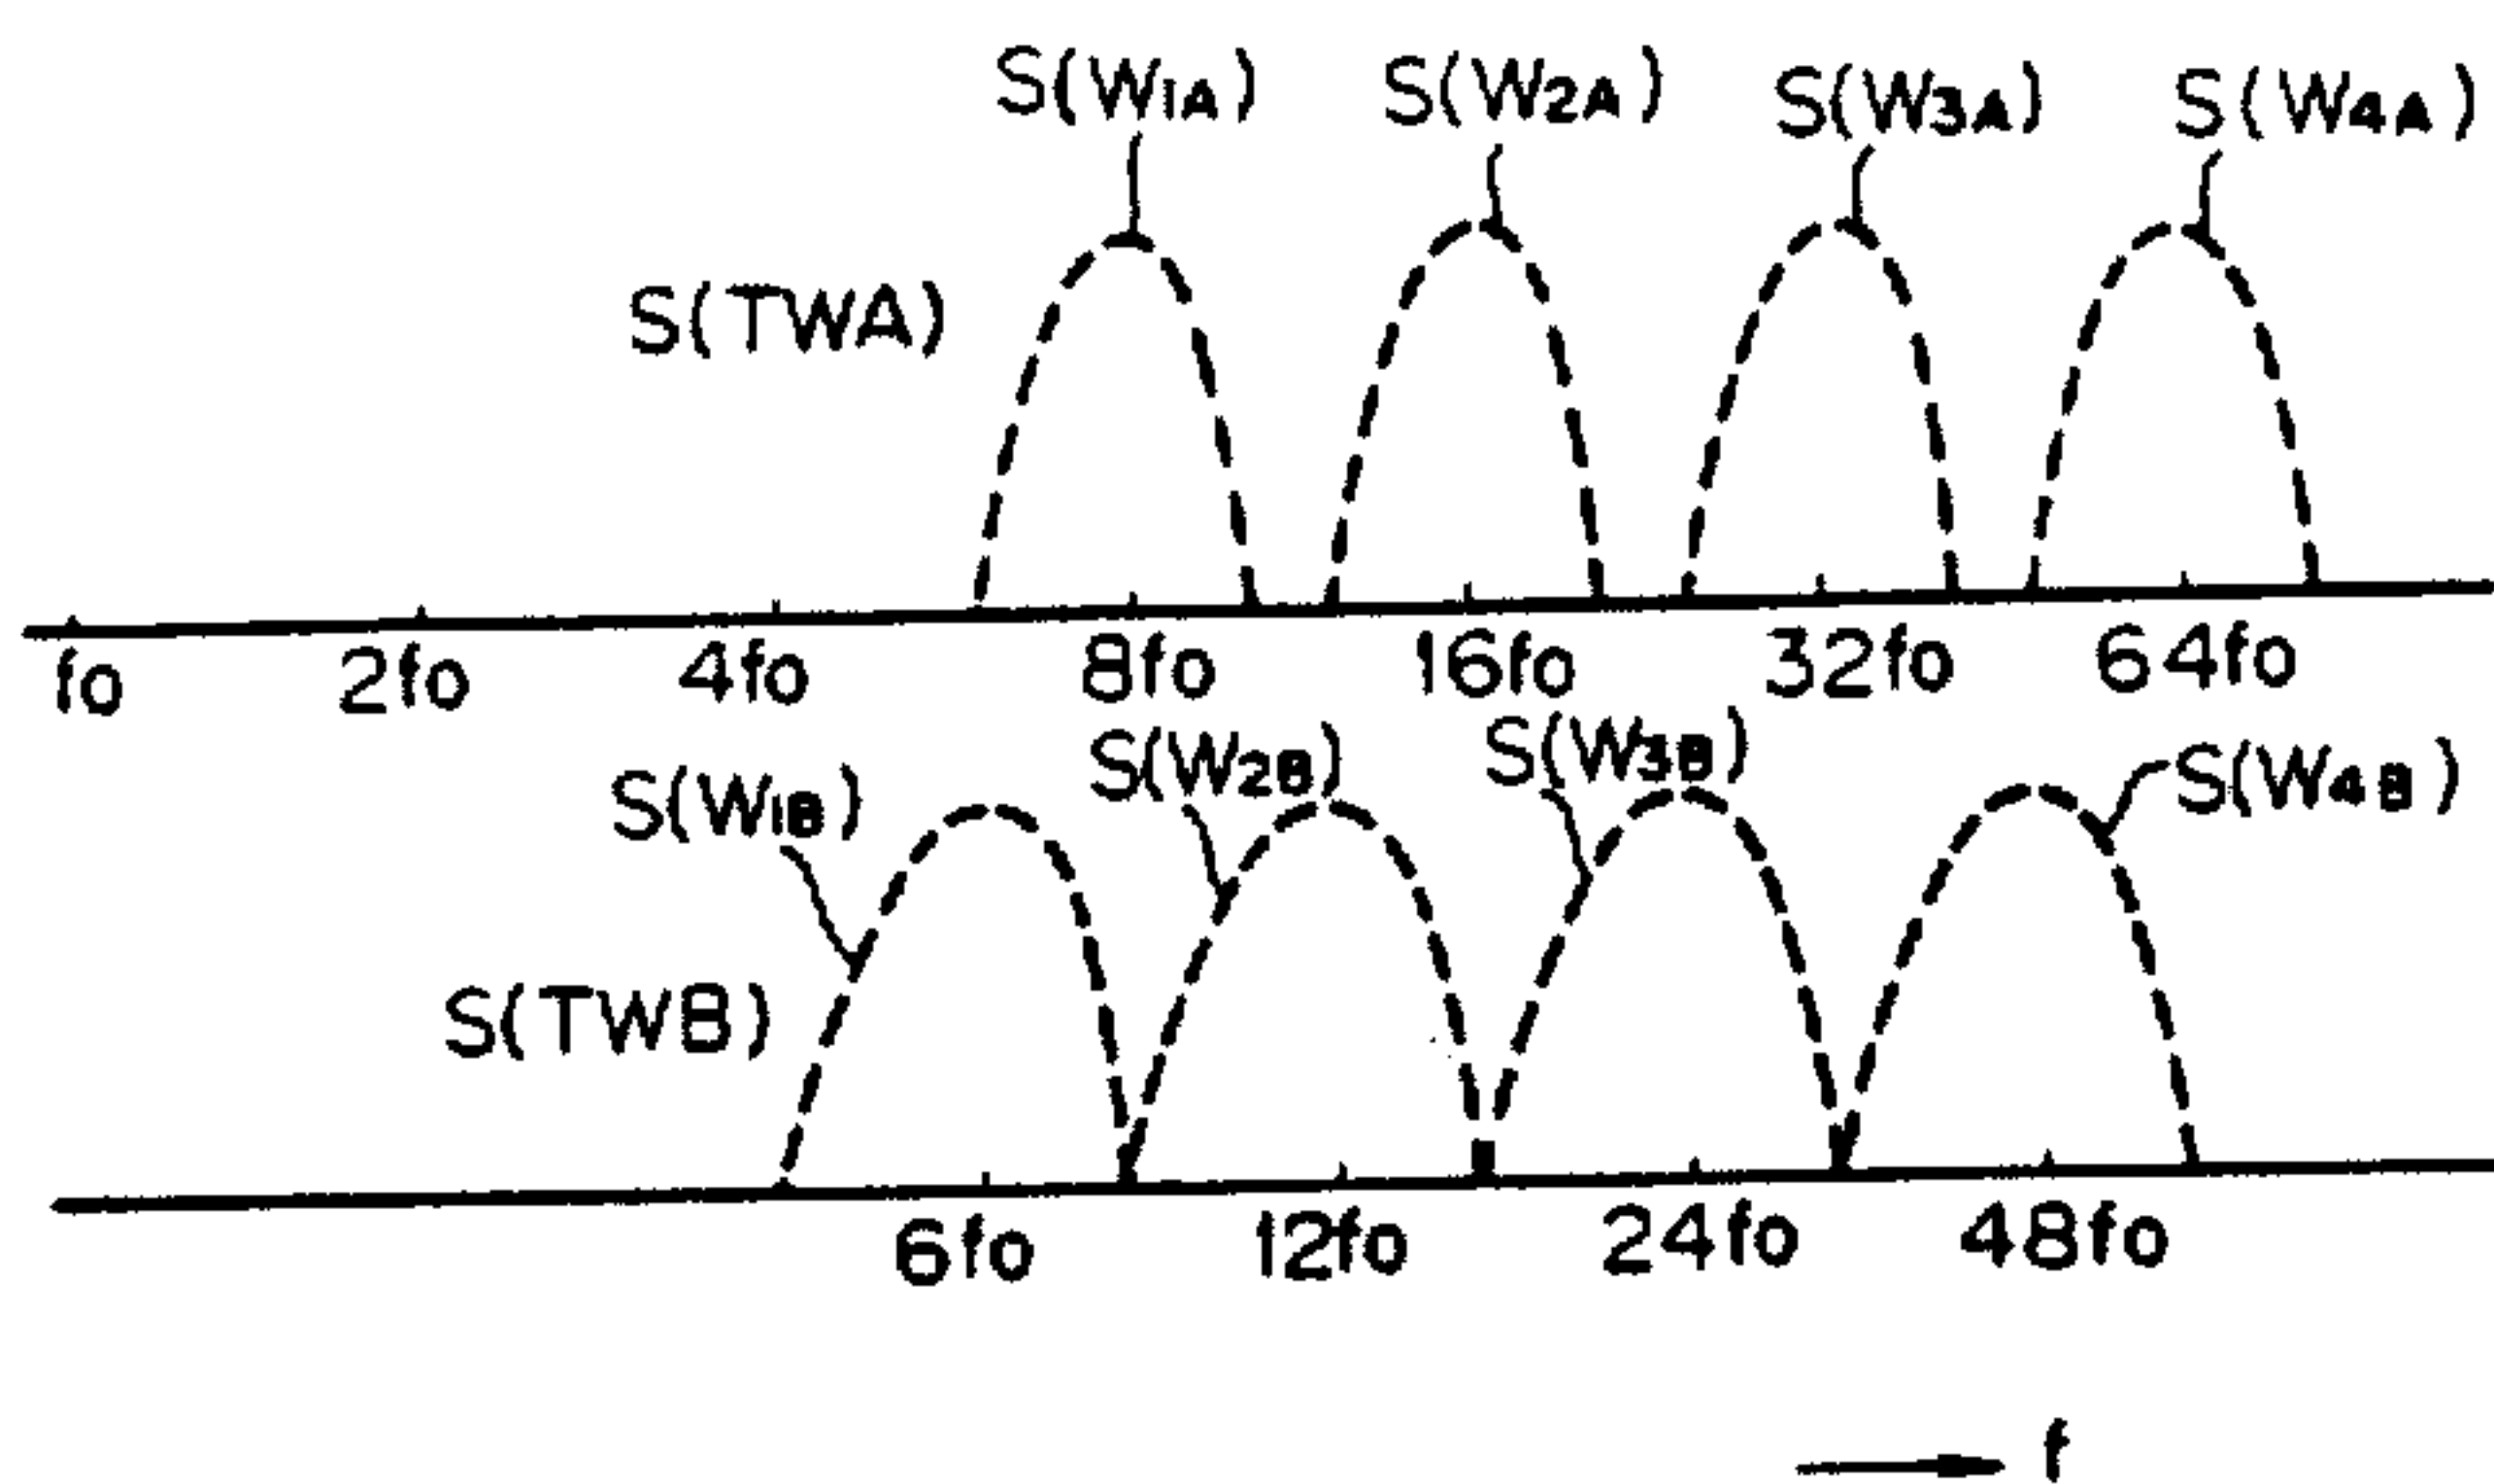 S(W1A) S(W2A) S(W3A) S(W4A)
S(TWA)
fo 2fo 4fo 8fo 16fo 32fo 64fo
S(W1B) S(W2B) S(W3B) S(W4B)
S(TWB)
6fo 12fo 24fo 48fo
f